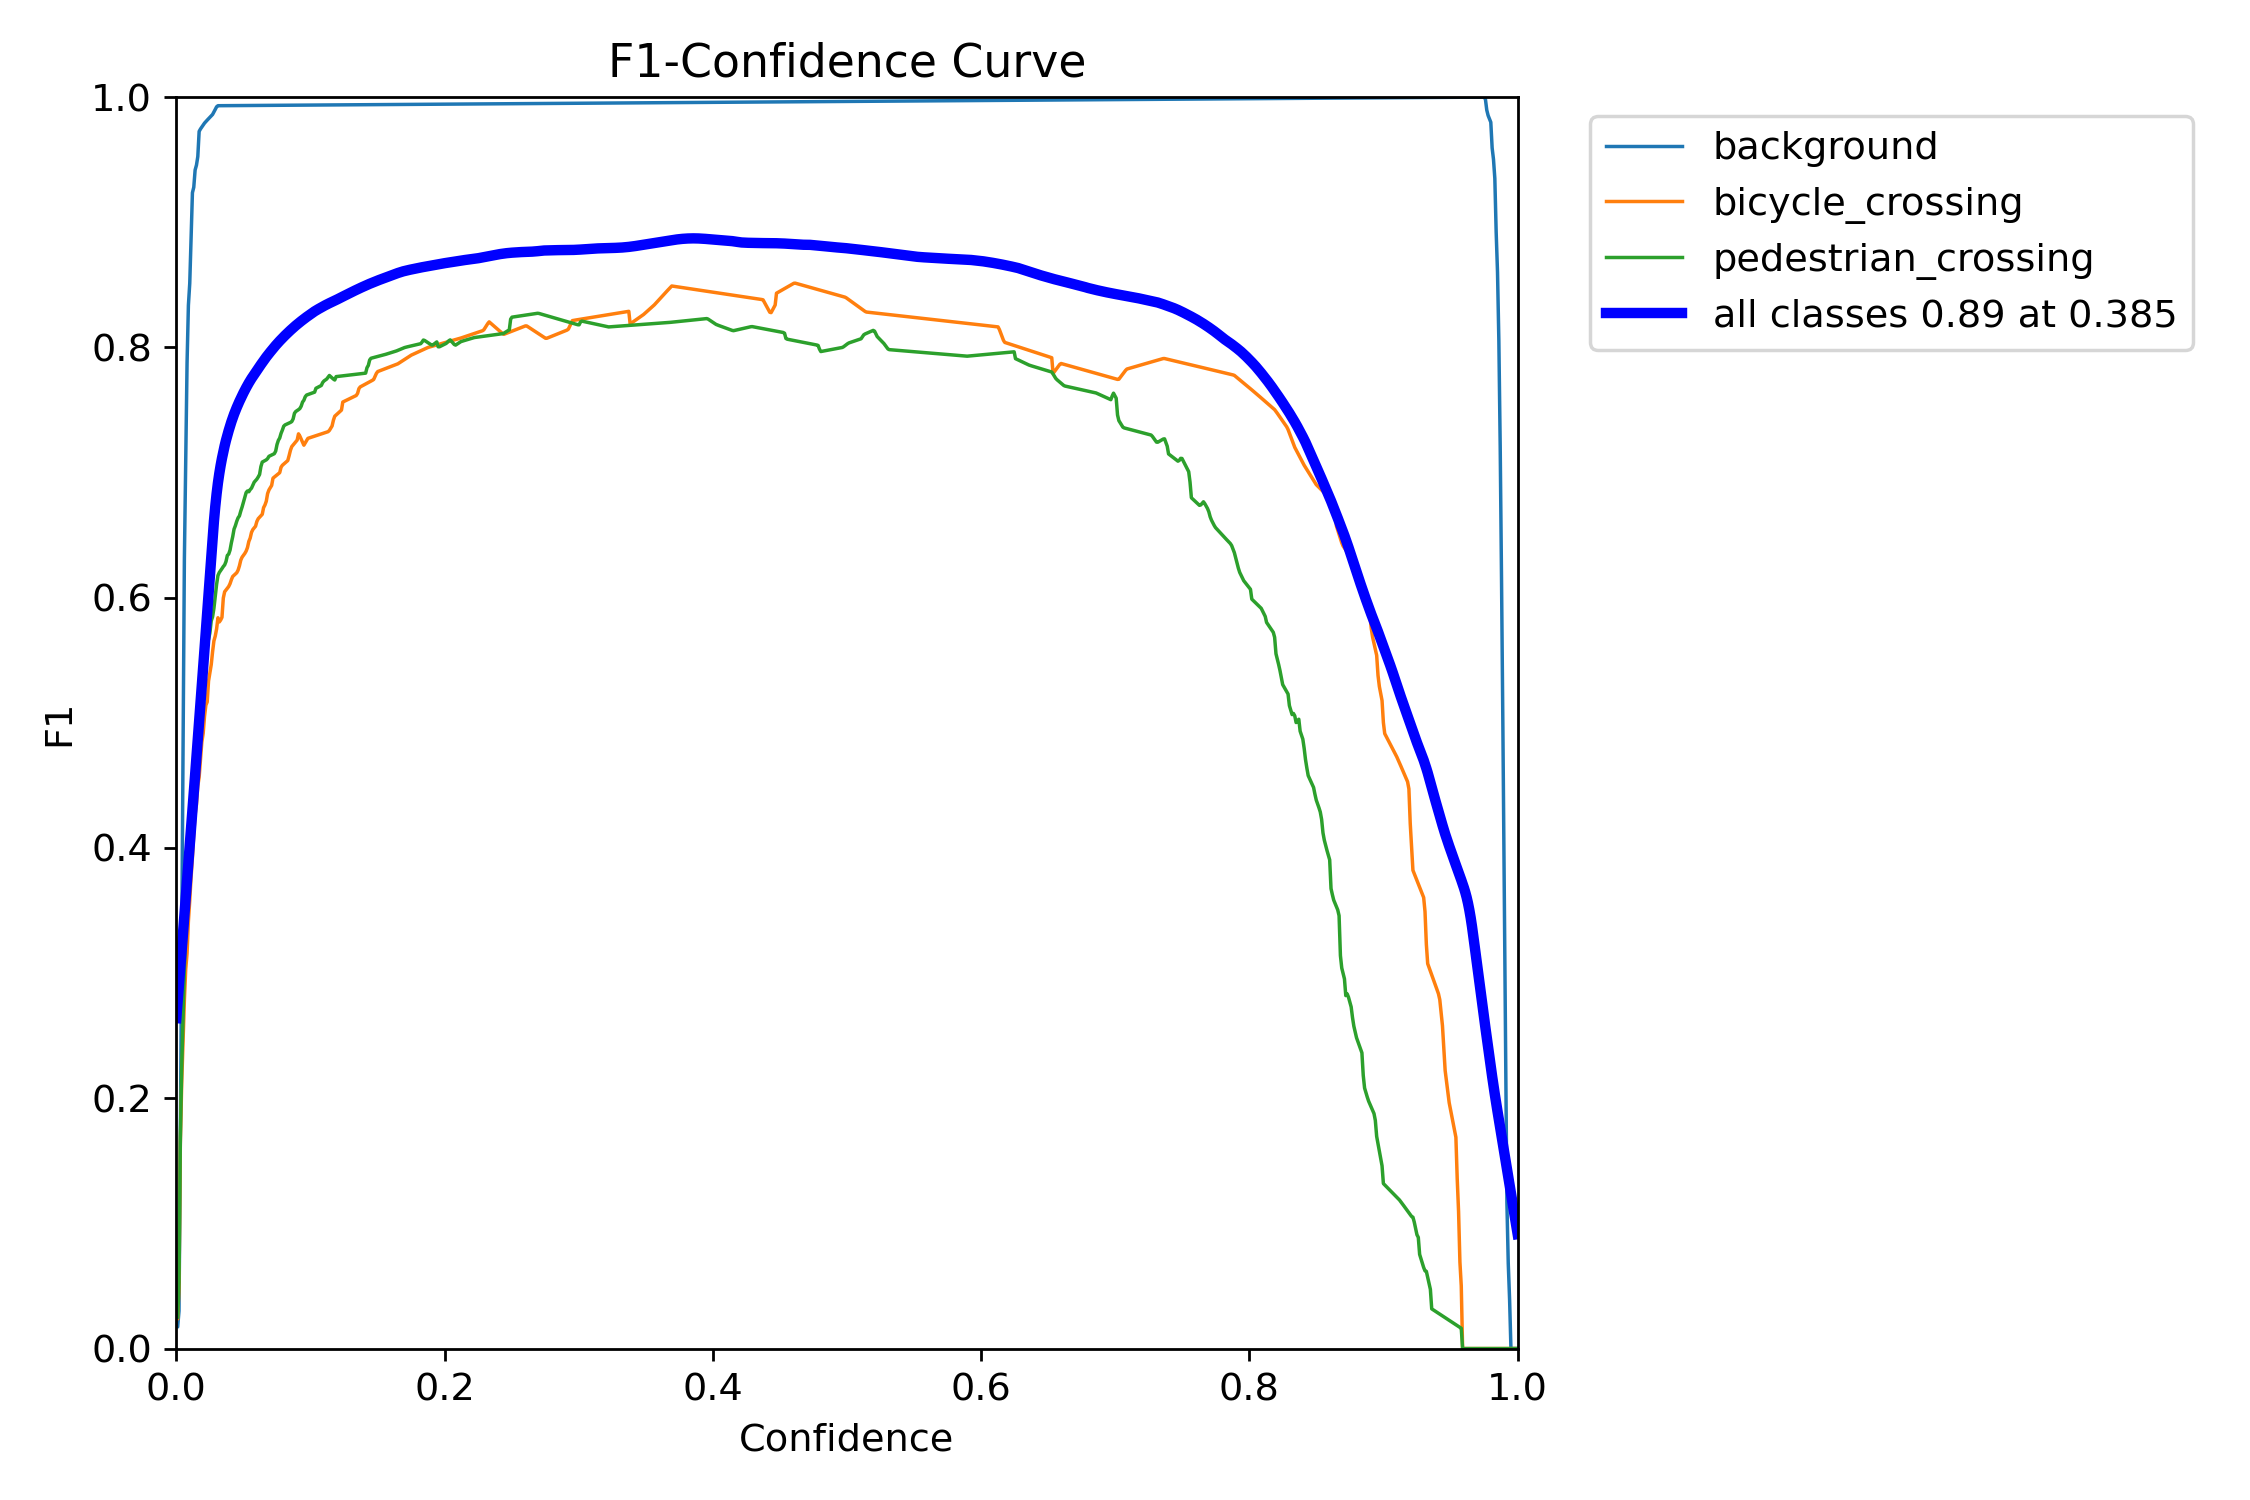 F1-Confidence Curve
1.0
0.8
0.6
0.4
0.2
0.0
F1
0.0 0.2 0.4 0.6 0.8 1.0
Confidence
background
bicycle_crossing
pedestrian_crossing
all classes 0.89 at 0.385